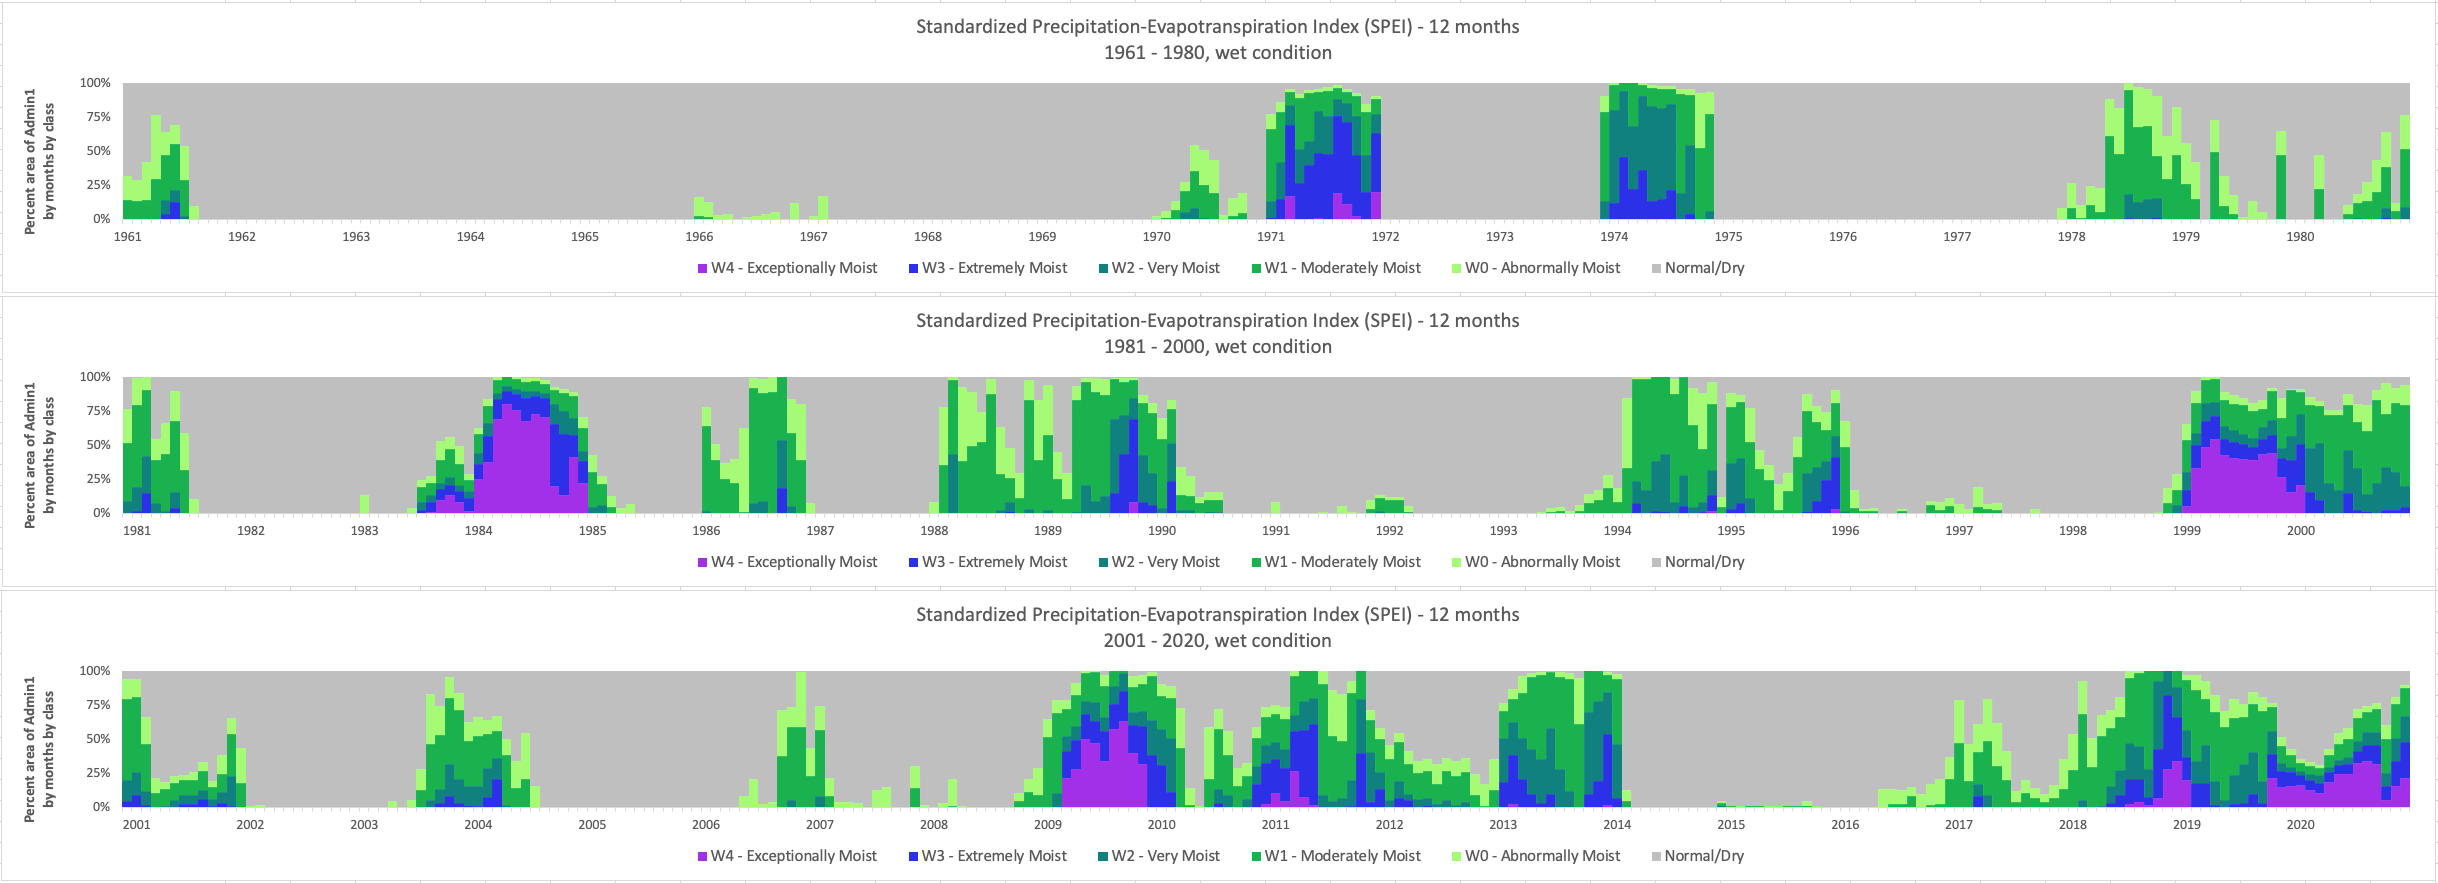 Standardized Precipitation-Evapotranspiration Index (SPEI) - 12 months
1961 - 1980, wet condition
Percent area of Admin1
by months by class
100%
75%
50%
25%
0%
1961 1962 1963 1964 1965 1966 1967 1968 1969 1970 1971 1972 1973 1974 1975 1976 1977 1978 1979 1980
W4 - Exceptionally Moist W3 - Extremely Moist W2 - Very Moist W1 - Moderately Moist W0 - Abnormally Moist Normal/Dry
Standardized Precipitation-Evapotranspiration Index (SPEI) - 12 months
1981 - 2000, wet condition
Percent area of Admin1
by months by class
100%
75%
50%
25%
0%
1981 1982 1983 1984 1985 1986 1987 1988 1989 1990 1991 1992 1993 1994 1995 1996 1997 1998 1999 2000
W4 - Exceptionally Moist W3 - Extremely Moist W2 - Very Moist W1 - Moderately Moist W0 - Abnormally Moist Normal/Dry
Standardized Precipitation-Evapotranspiration Index (SPEI) - 12 months
2001 - 2020, wet condition
Percent area of Admin1
by months by class
100%
75%
50%
25%
0%
2001 2002 2003 2004 2005 2006 2007 2008 2009 2010 2011 2012 2013 2014 2015 2016 2017 2018 2019 2020
W4 - Exceptionally Moist W3 - Extremely Moist W2 - Very Moist W1 - Moderately Moist W0 - Abnormally Moist Normal/Dry